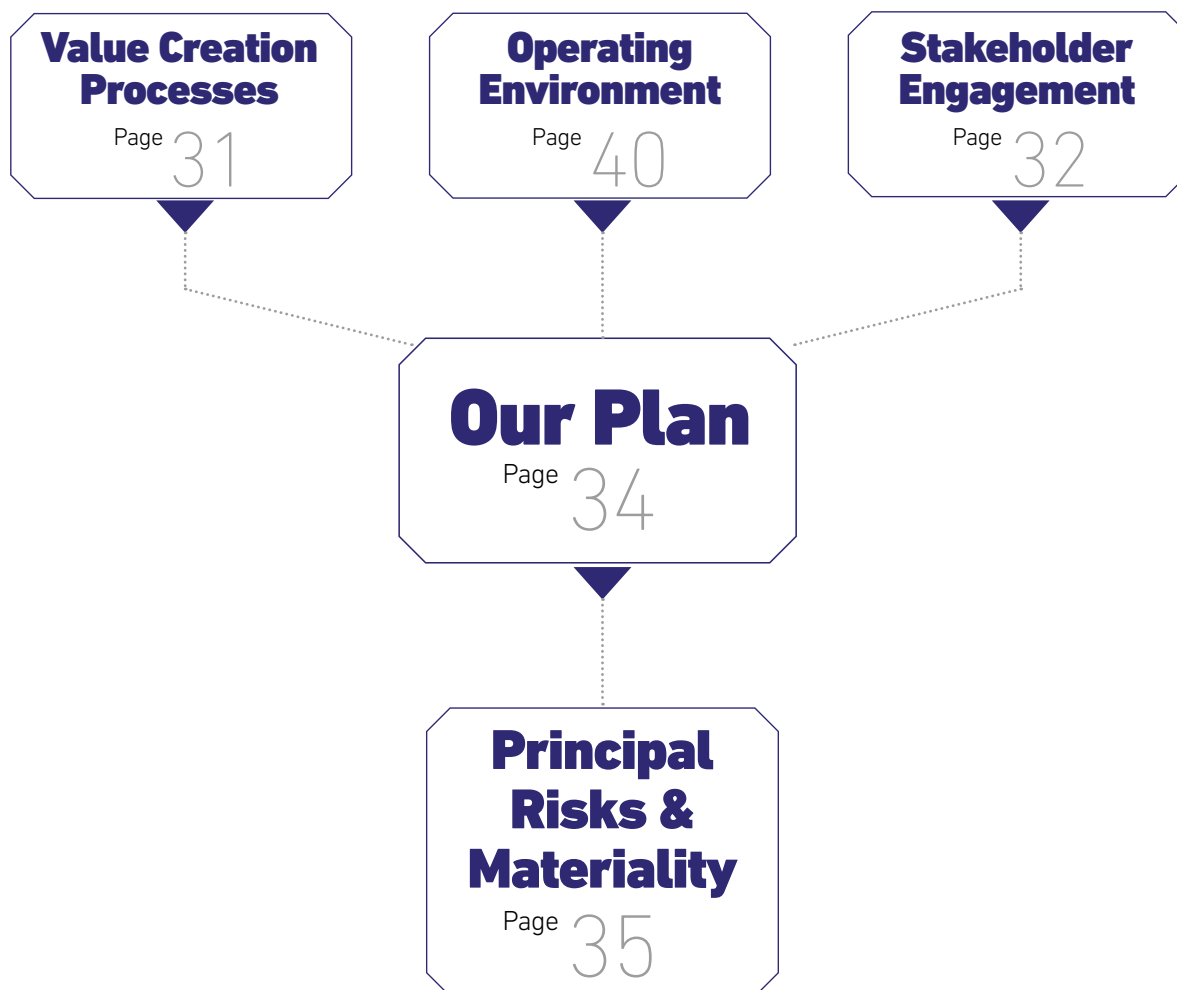 Value Creation
Processes
Page 31
Operating
Environment
Page 40
Stakeholder
Engagement
Page 32
Our Plan
Page 34
Principal
Risks &
Materiality
Page 35